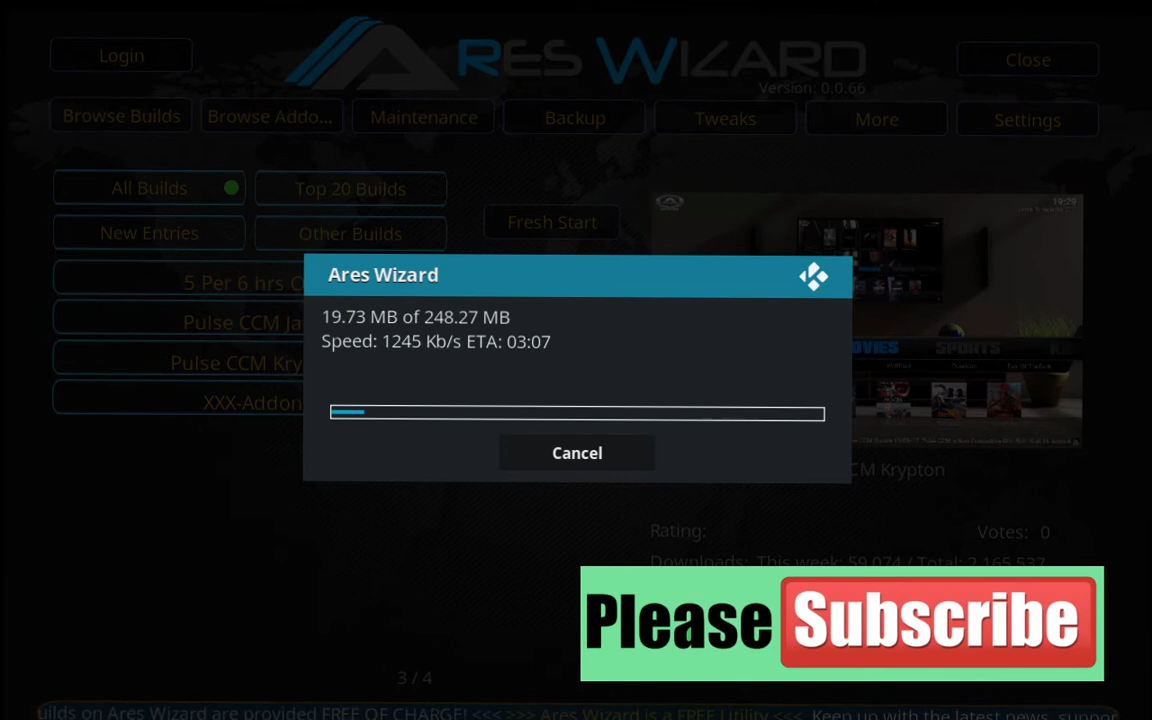 Login
ARES WIZARD
Close
Version: 0.0.66
Browse Builds
Browse Addo...
Maintenance
Backup
Tweaks
More
Settings
All Builds
Top 20 Builds
19:29
New Entries
Other Builds
Fresh Start
5 Per 6 hrs
Ares Wizard
19.73 MB of 248.27 MB
Speed: 1245 Kb/s ETA: 03:07
Pulse CCM Ja
OVIES SPORTS
Pulse CCM Kry
XXX-Addon
Cancel
CM Krypton
Rating:
Votes: 0
Downloads: This week: 59,074 / Total: 2,165,537
Please Subscribe
3 / 4
uilds on Ares Wizard are provided FREE OF CHARGE! <<< >>> Ares Wizard is a FREE Utility <<< Keep up with the latest news, suppor